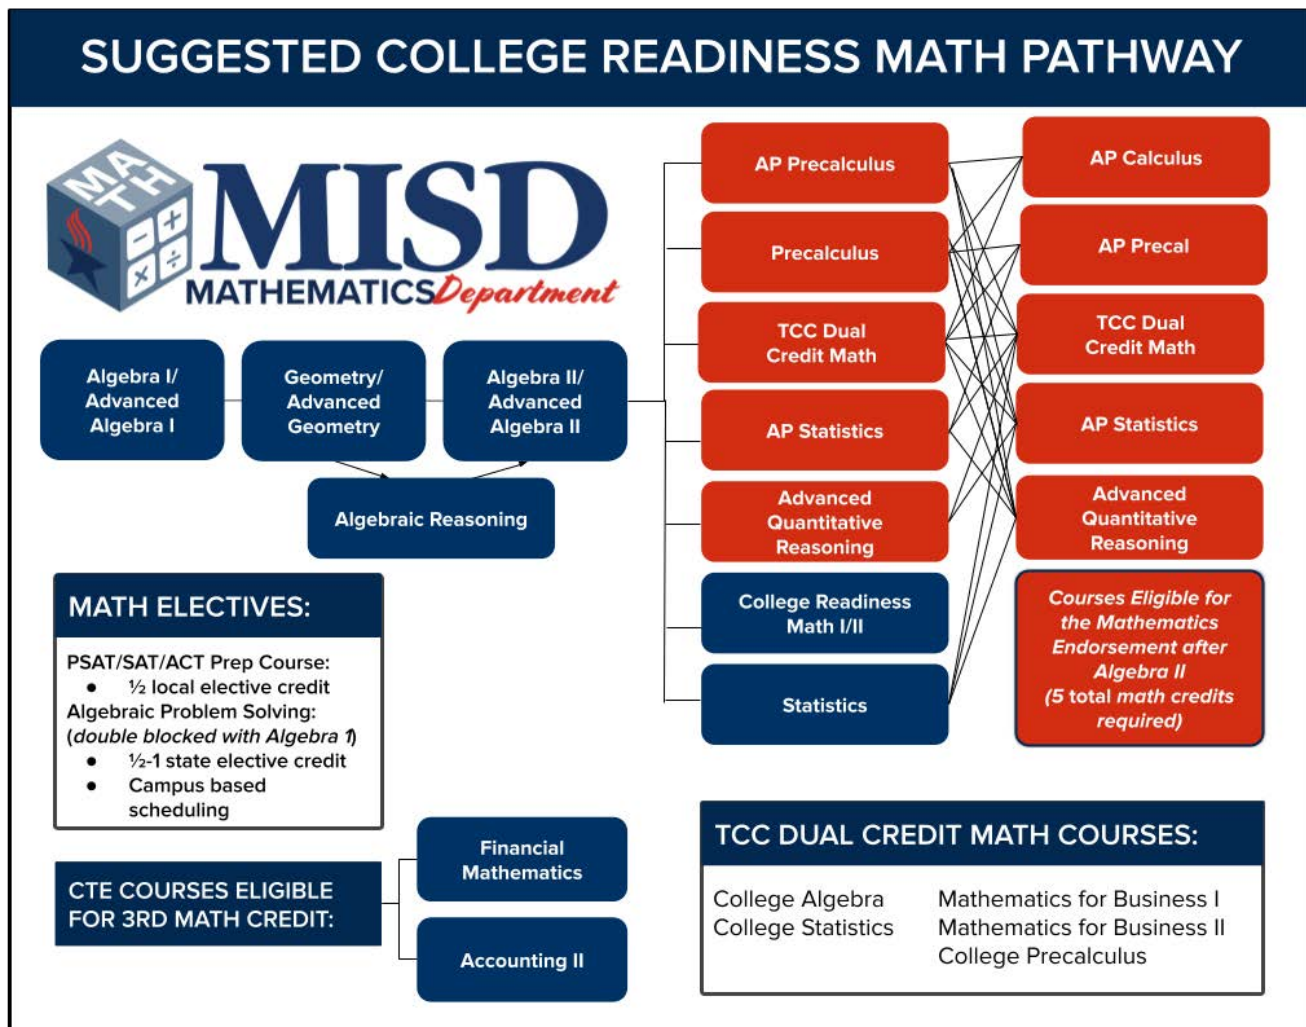 SUGGESTED COLLEGE READINESS MATH PATHWAY
MATH
MISD
MATHEMATICS Department
Algebra I/
Advanced
Algebra I
Geometry/
Advanced
Geometry
Algebra II/
Advanced
Algebra II
Algebraic Reasoning
AP Precalculus
Precalculus
TCC Dual
Credit Math
AP Statistics
Advanced
Quantitative
Reasoning
College Readiness
Math I/II
Statistics
AP Calculus
AP Precal
TCC Dual
Credit Math
AP Statistics
Advanced
Quantitative
Reasoning
Courses Eligible for
the Mathematics
Endorsement after
Algebra II
(5 total math credits
required)
MATH ELECTIVES:
PSAT/SAT/ACT Prep Course:
● ½ local elective credit
Algebraic Problem Solving:
(double blocked with Algebra 1)
● ½-1 state elective credit
● Campus based
scheduling
CTE COURSES ELIGIBLE
FOR 3RD MATH CREDIT:
Financial
Mathematics
Accounting II
TCC DUAL CREDIT MATH COURSES:
College Algebra
College Statistics
Mathematics for Business I
Mathematics for Business II
College Precalculus